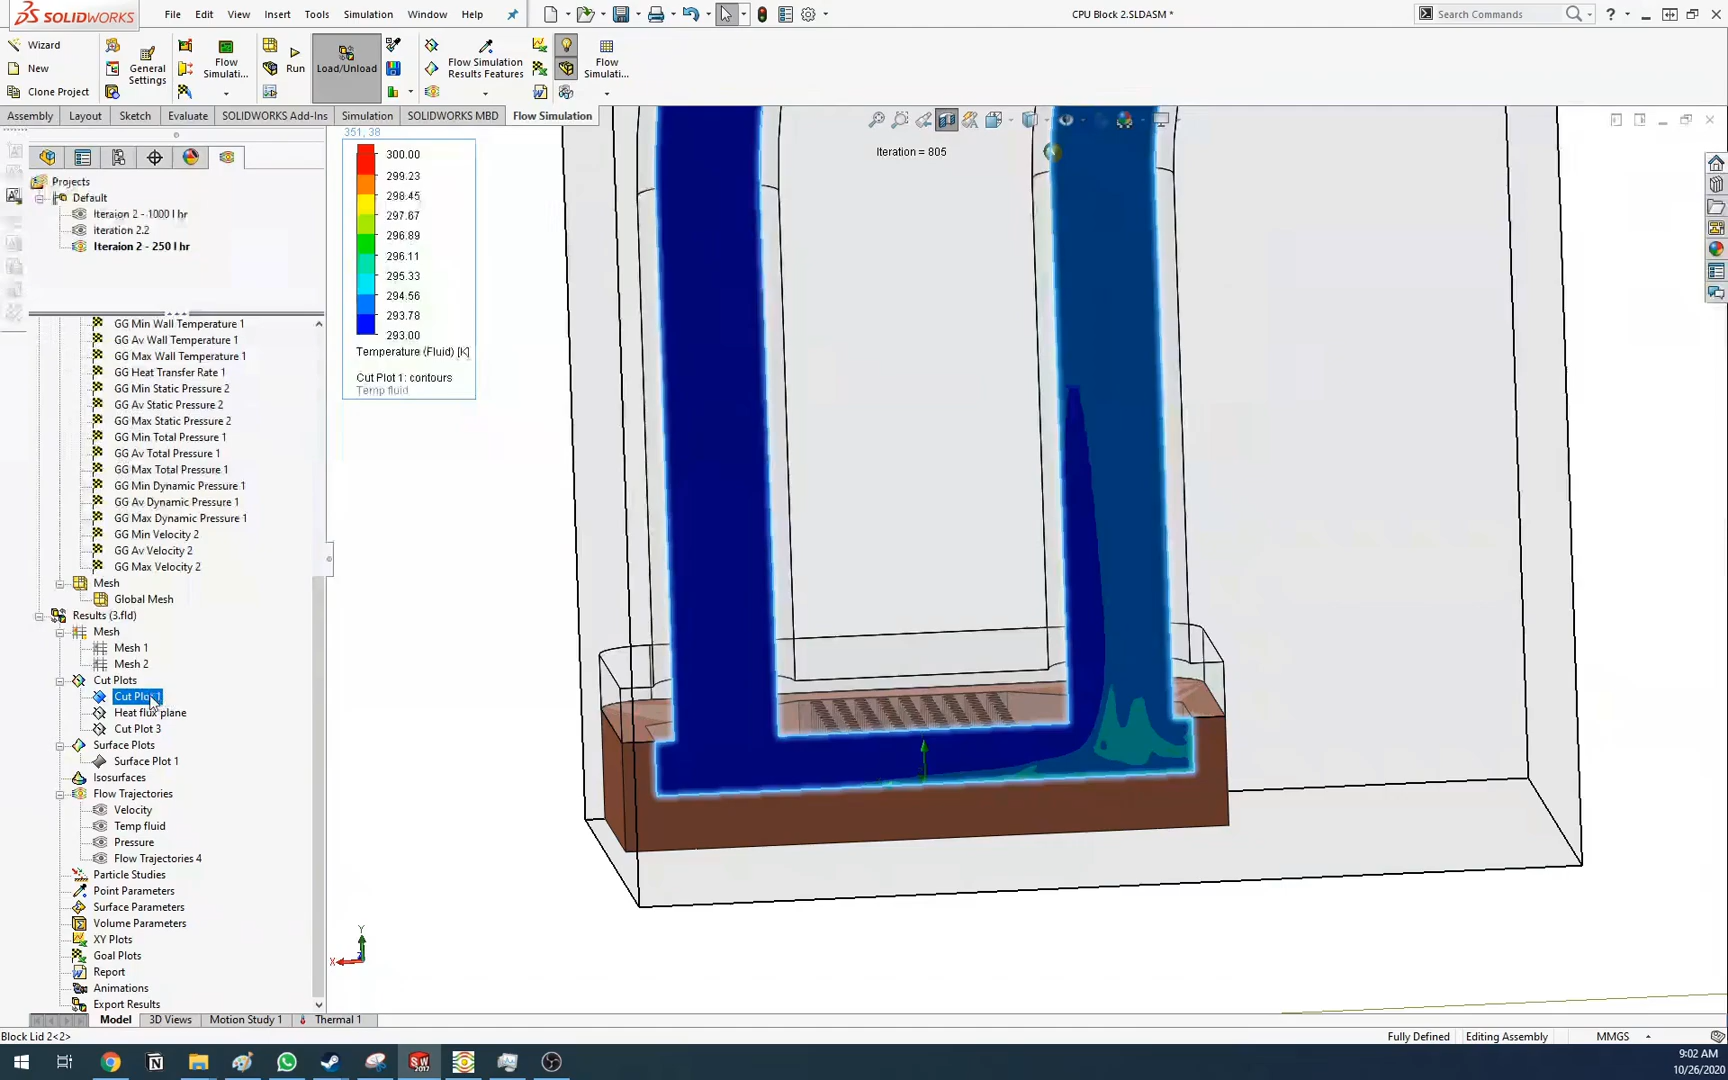 SOLIDWORKS
File Edit View Insert Tools Simulation Window Help
CPU Block 2.SLDASM *
Search Commands
Wizard
New
Clone Project
General Settings
Flow Simulati...
Run
Load/Unload
Flow Simulation Results Features
Flow Simulati...
Assembly Layout Sketch Evaluate SOLIDWORKS Add-Ins Simulation SOLIDWORKS MBD Flow Simulation
351, 38
Iteration = 805
Projects
Default
Iteraion 2 - 1000 l hr
iteration 2.2
Iteraion 2 - 250 l hr
300.00
299.23
298.45
297.67
296.89
296.11
295.33
294.56
293.78
293.00
Temperature (Fluid) [K]
Cut Plot 1: contours
Temp fluid
GG Min Wall Temperature 1
GG Av Wall Temperature 1
GG Max Wall Temperature 1
GG Heat Transfer Rate 1
GG Min Static Pressure 2
GG Av Static Pressure 2
GG Max Static Pressure 2
GG Min Total Pressure 1
GG Av Total Pressure 1
GG Max Total Pressure 1
GG Min Dynamic Pressure 1
GG Av Dynamic Pressure 1
GG Max Dynamic Pressure 1
GG Min Velocity 2
GG Av Velocity 2
GG Max Velocity 2
Mesh
Global Mesh
Results (3.fld)
Mesh
Mesh 1
Mesh 2
Cut Plots
Cut Plot 1
Heat flux plane
Cut Plot 3
Surface Plots
Surface Plot 1
Isosurfaces
Flow Trajectories
Velocity
Temp fluid
Pressure
Flow Trajectories 4
Particle Studies
Point Parameters
Surface Parameters
Volume Parameters
XY Plots
Goal Plots
Report
Animations
Export Results
Y
X
Z
Model 3D Views Motion Study 1 Thermal 1
Block Lid 2<2>
Fully Defined Editing Assembly MMGS
9:02 AM
10/26/2020